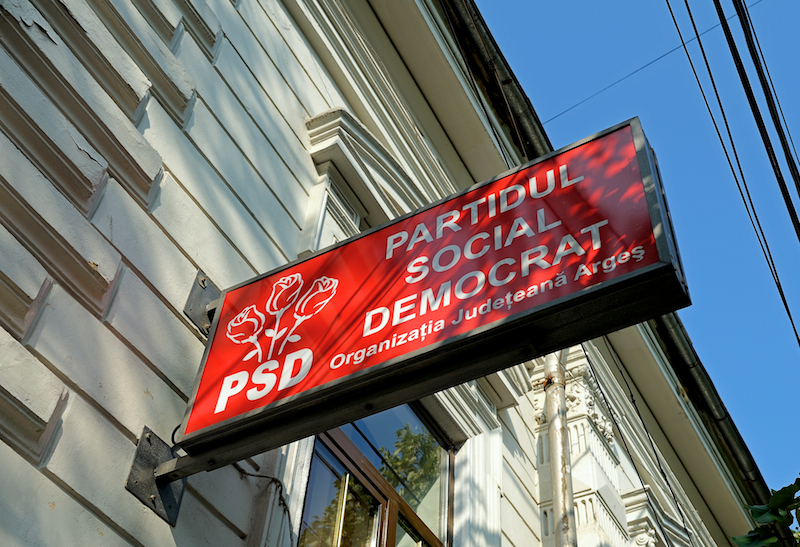 PSD
PARTIDUL
SOCIAL
DEMOCRAT
Organizația Județeană Argeș